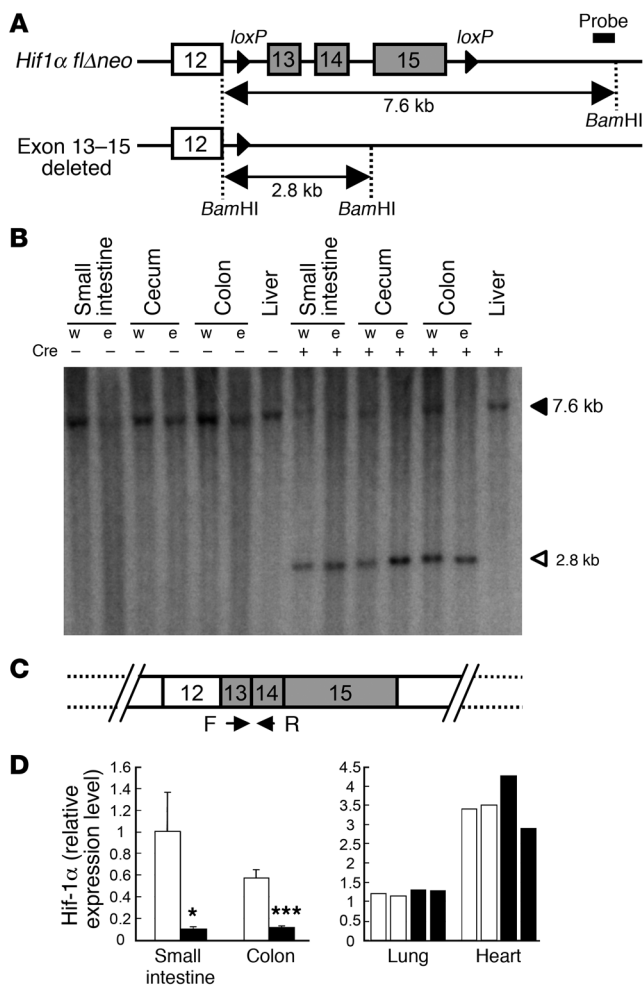 A
Probe
loxP loxP
Hif1α flΔneo 12 13 14 15
7.6 kb
BamHI
Exon 13–15
deleted
12
2.8 kb
BamHI BamHI
B
Small
intestine
Cecum
Colon
Liver
Small
intestine
Cecum
Colon
Liver
w e w e w e w e w e w e
Cre – – – – – – – + + + + + + +
7.6 kb
2.8 kb
C
12 13 14 15
F R
D
Hif-1α (relative
expression level)
1.6
1.4
1.2
1
0.8
0.6
0.4
0.2
0
* ***
Small
intestine
Colon
4.5
4
3.5
3
2.5
2
1.5
1
0.5
0
Lung Heart